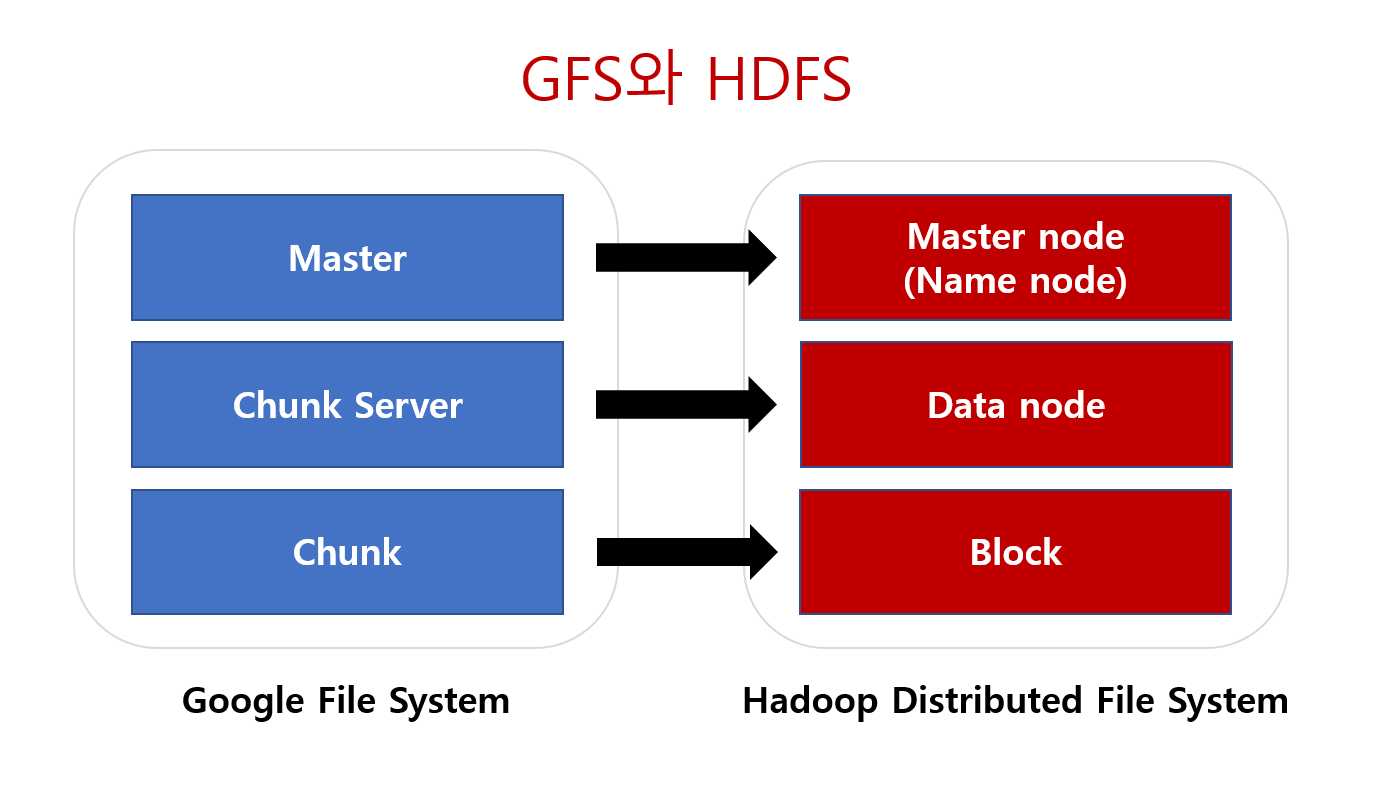 GFS와 HDFS
Master
Chunk Server
Chunk
Google File System
Master node
(Name node)
Data node
Block
Hadoop Distributed File System